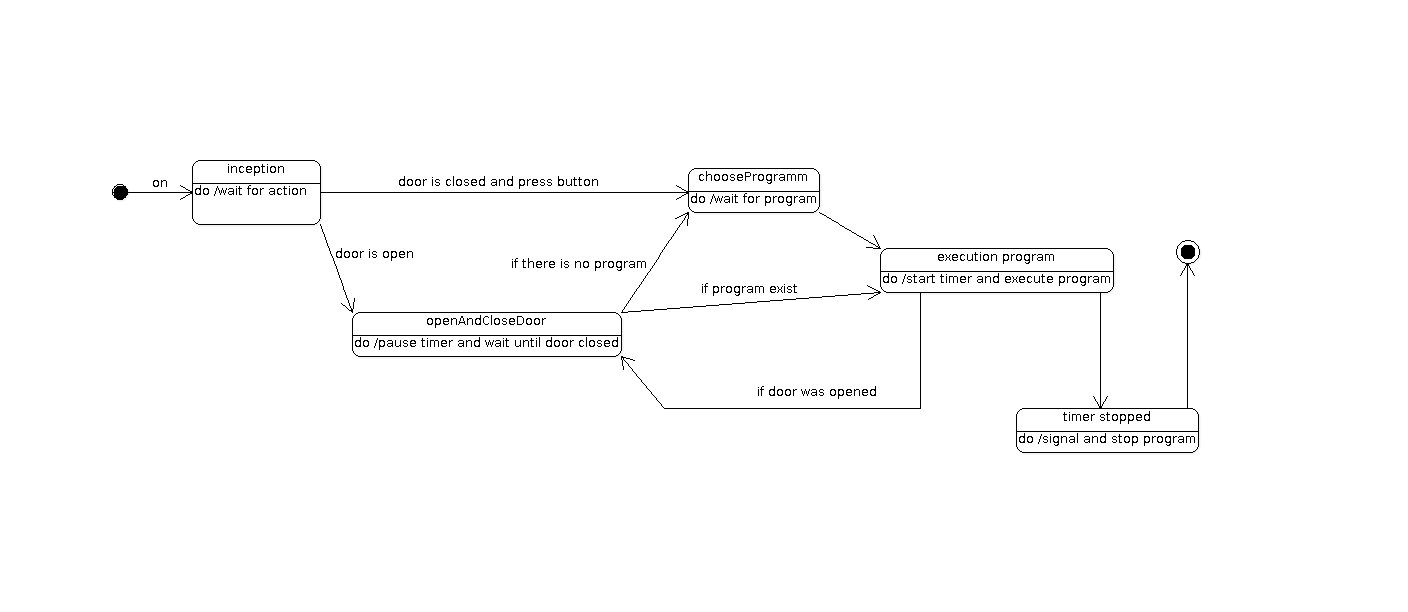 on
inception
do /wait for action
door is closed and press button
chooseProgramm
do /wait for program
door is open
if there is no program
execution program
do /start timer and execute program
if program exist
openAndCloseDoor
do /pause timer and wait until door closed
if door was opened
timer stopped
do /signal and stop program